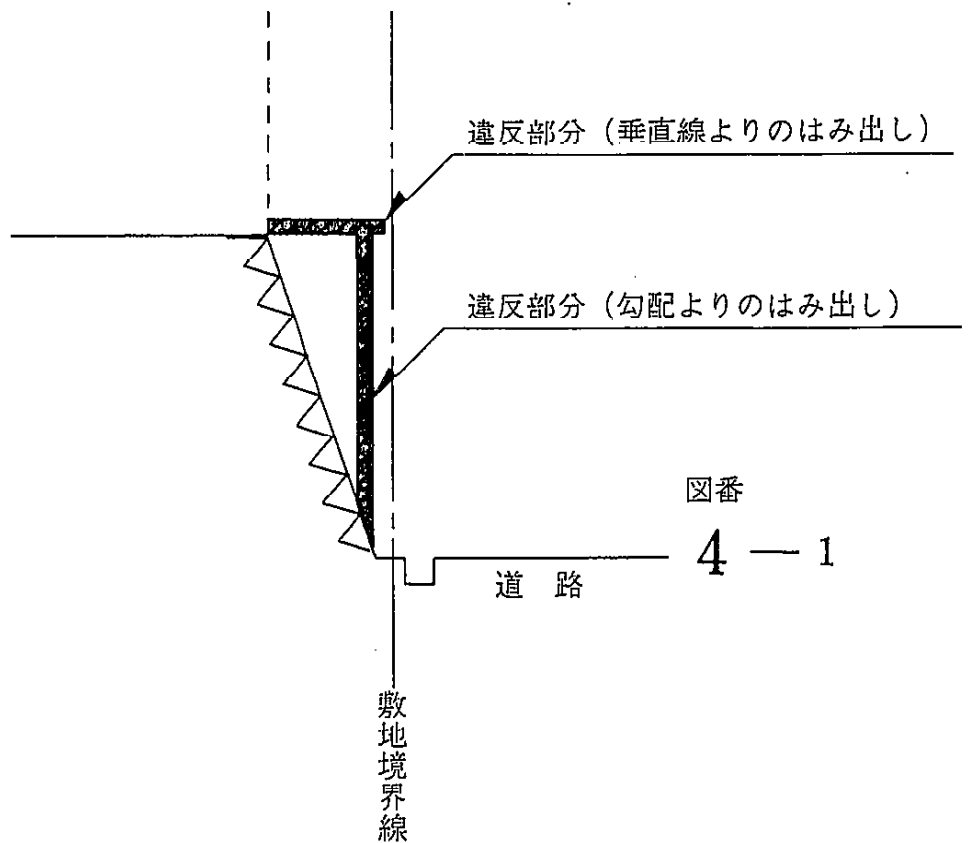 違反部分（垂直線よりのはみ出し）
違反部分（勾配よりのはみ出し）
図番
4 — 1
道 路
敷地境界線